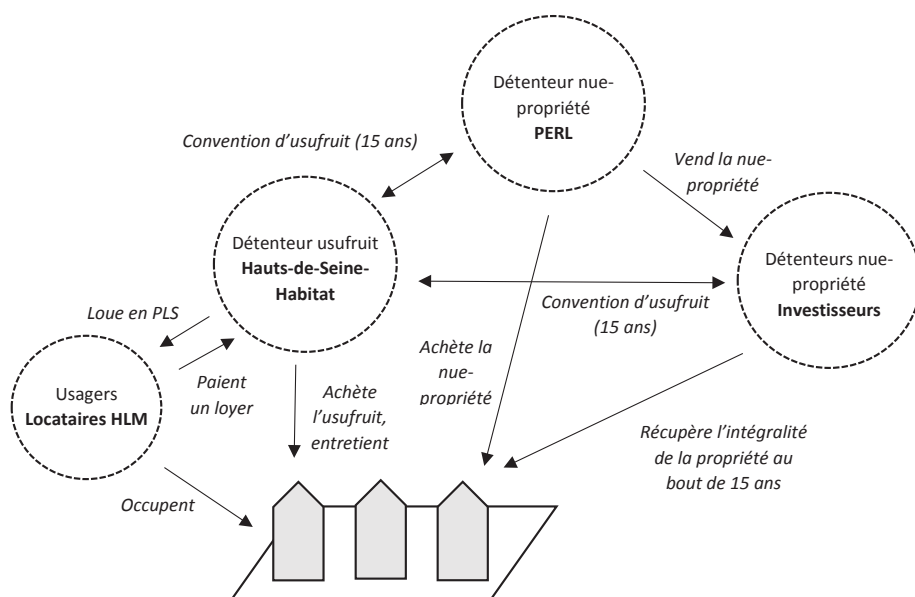 Détenteur nue-
propriété
PERL
Convention d'usufruit (15 ans)
Vend la nue-
propriété
Détenteur usufruit
Hauts-de-Seine-
Habitat
Détenteurs nue-
propriété
Investisseurs
Convention d'usufruit
(15 ans)
Loue en PLS
Usagers
Locataires HLM
Paient
un loyer
Achète
l'usufruit,
entretient
Achète la
nue-
propriété
Récupère l'intégralité
de la propriété au
bout de 15 ans
Occupent